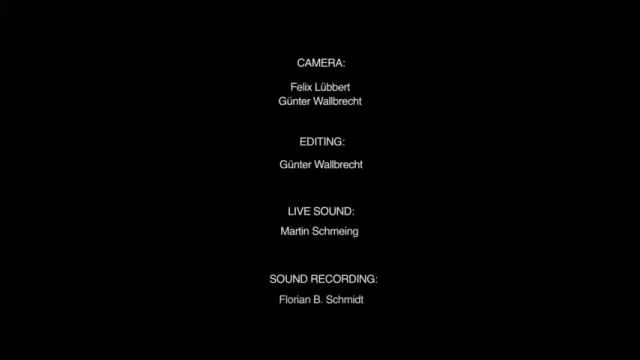 CAMERA:
Felix Lübbert
Günter Wallbrecht
EDITING:
Günter Wallbrecht
LIVE SOUND:
Martin Schmeing
SOUND RECORDING:
Florian B. Schmidt